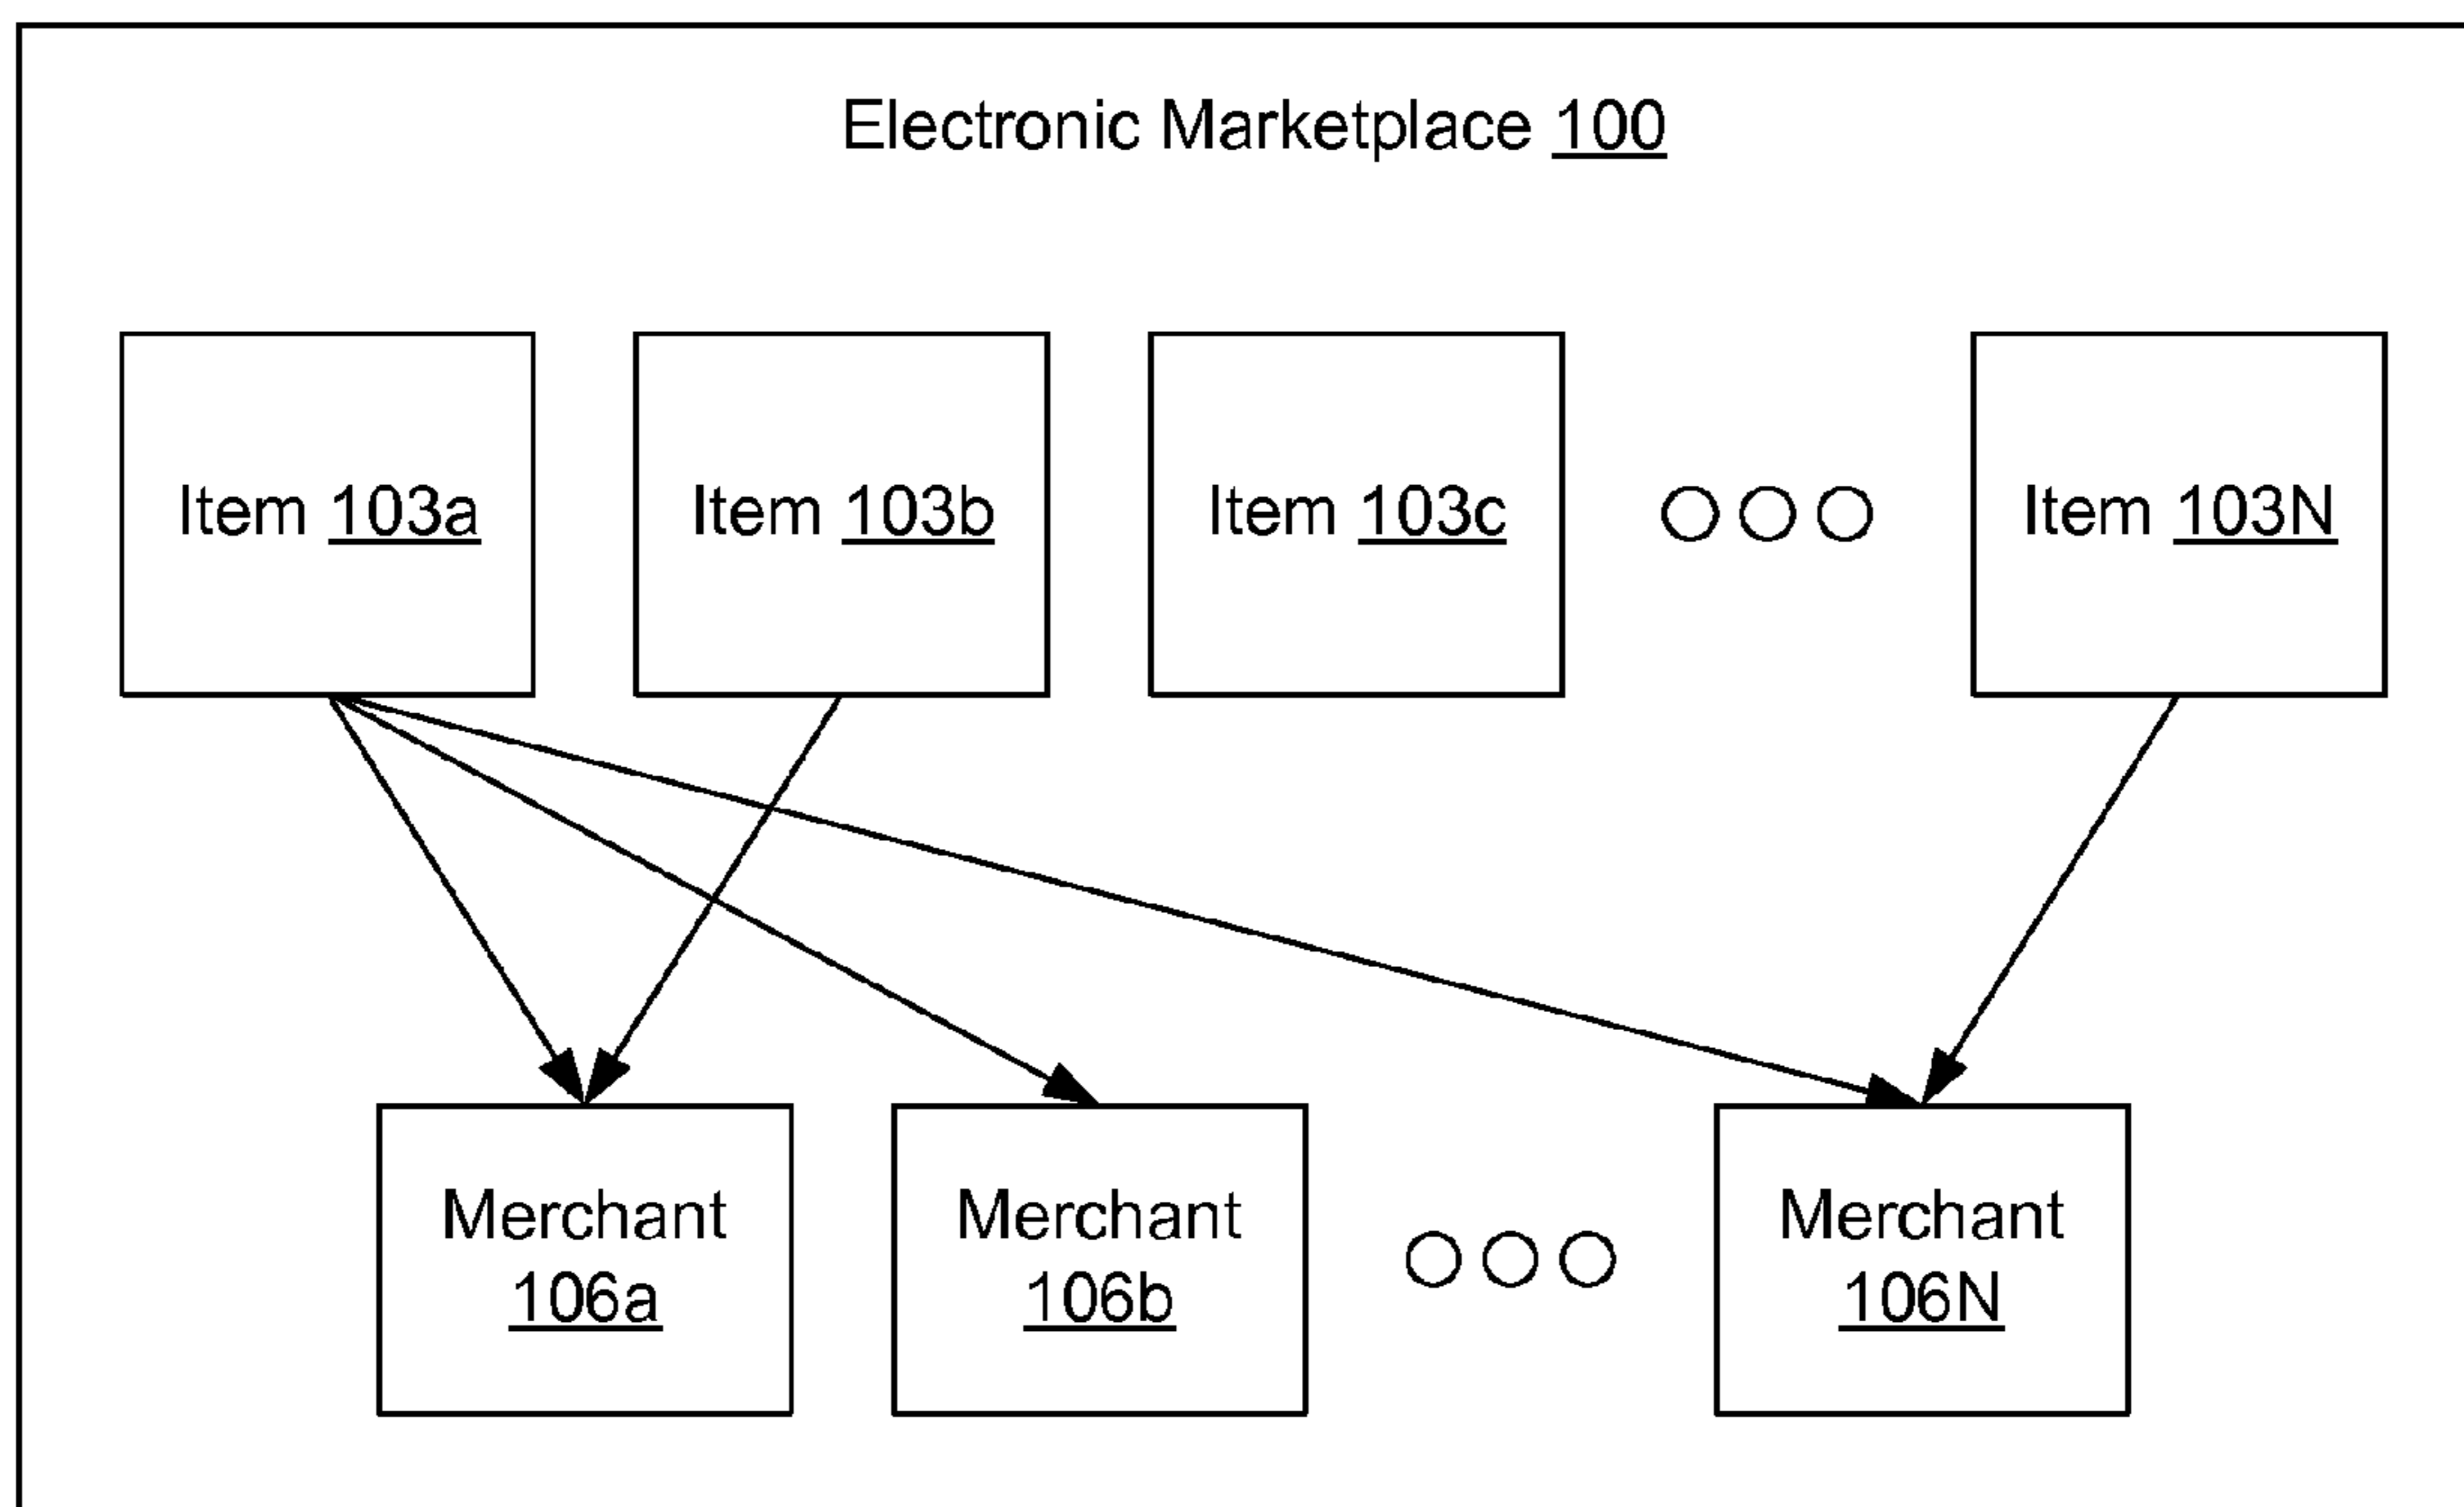 Electronic Marketplace 100
Item 103a
Item 103b
Item 103c
Item 103N
Merchant
106a
Merchant
106b
Merchant
106N